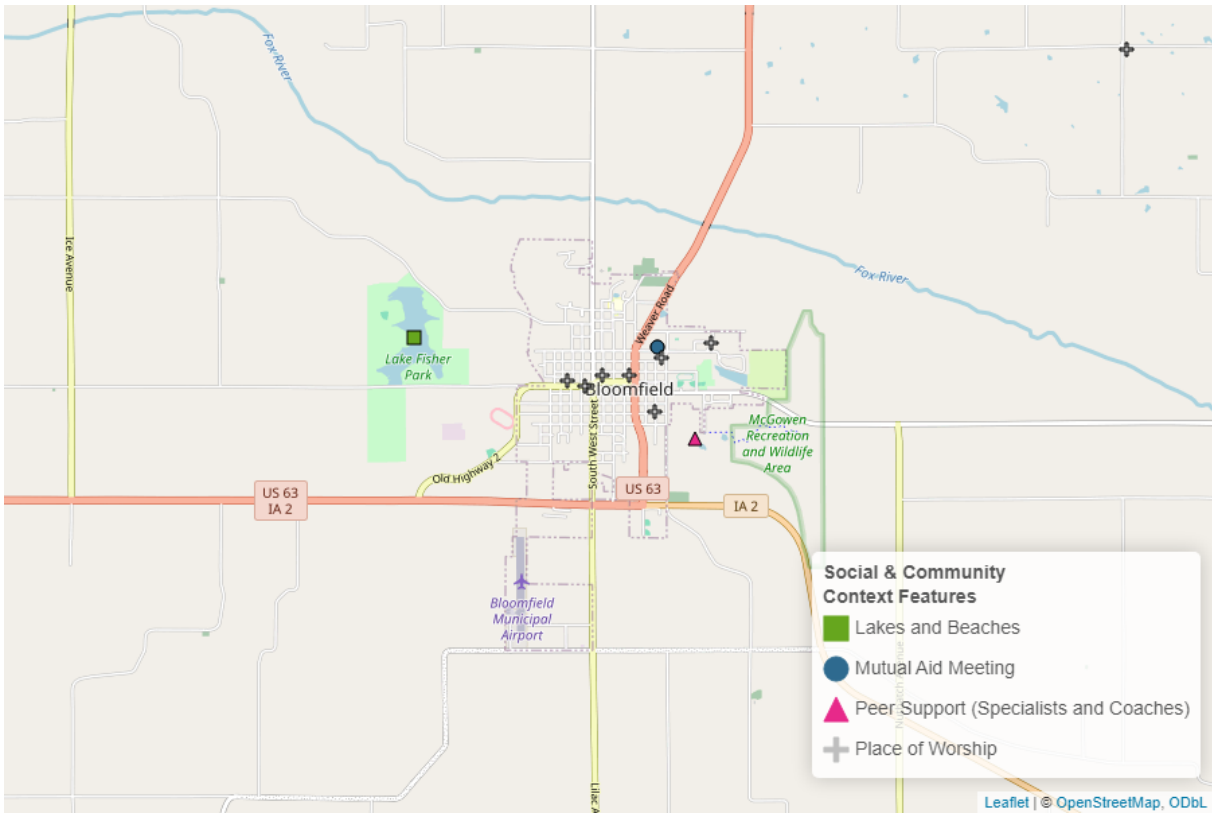 Fox-River
Ice Avenue
Weaver Road
Fox-River
Lake Fisher
Park
Bloomfield
McGowen
Recreation
and Wildlife
Area
South West Street
Old Highway 2
US 63
IA 2
US 63
IA 2
Bloomfield
Municipal
Airport
Social & Community
Context Features
Lakes and Beaches
Mutual Aid Meeting
Peer Support (Specialists and Coaches)
Place of Worship
Lilac A
Leaflet | © OpenStreetMap, ODbL